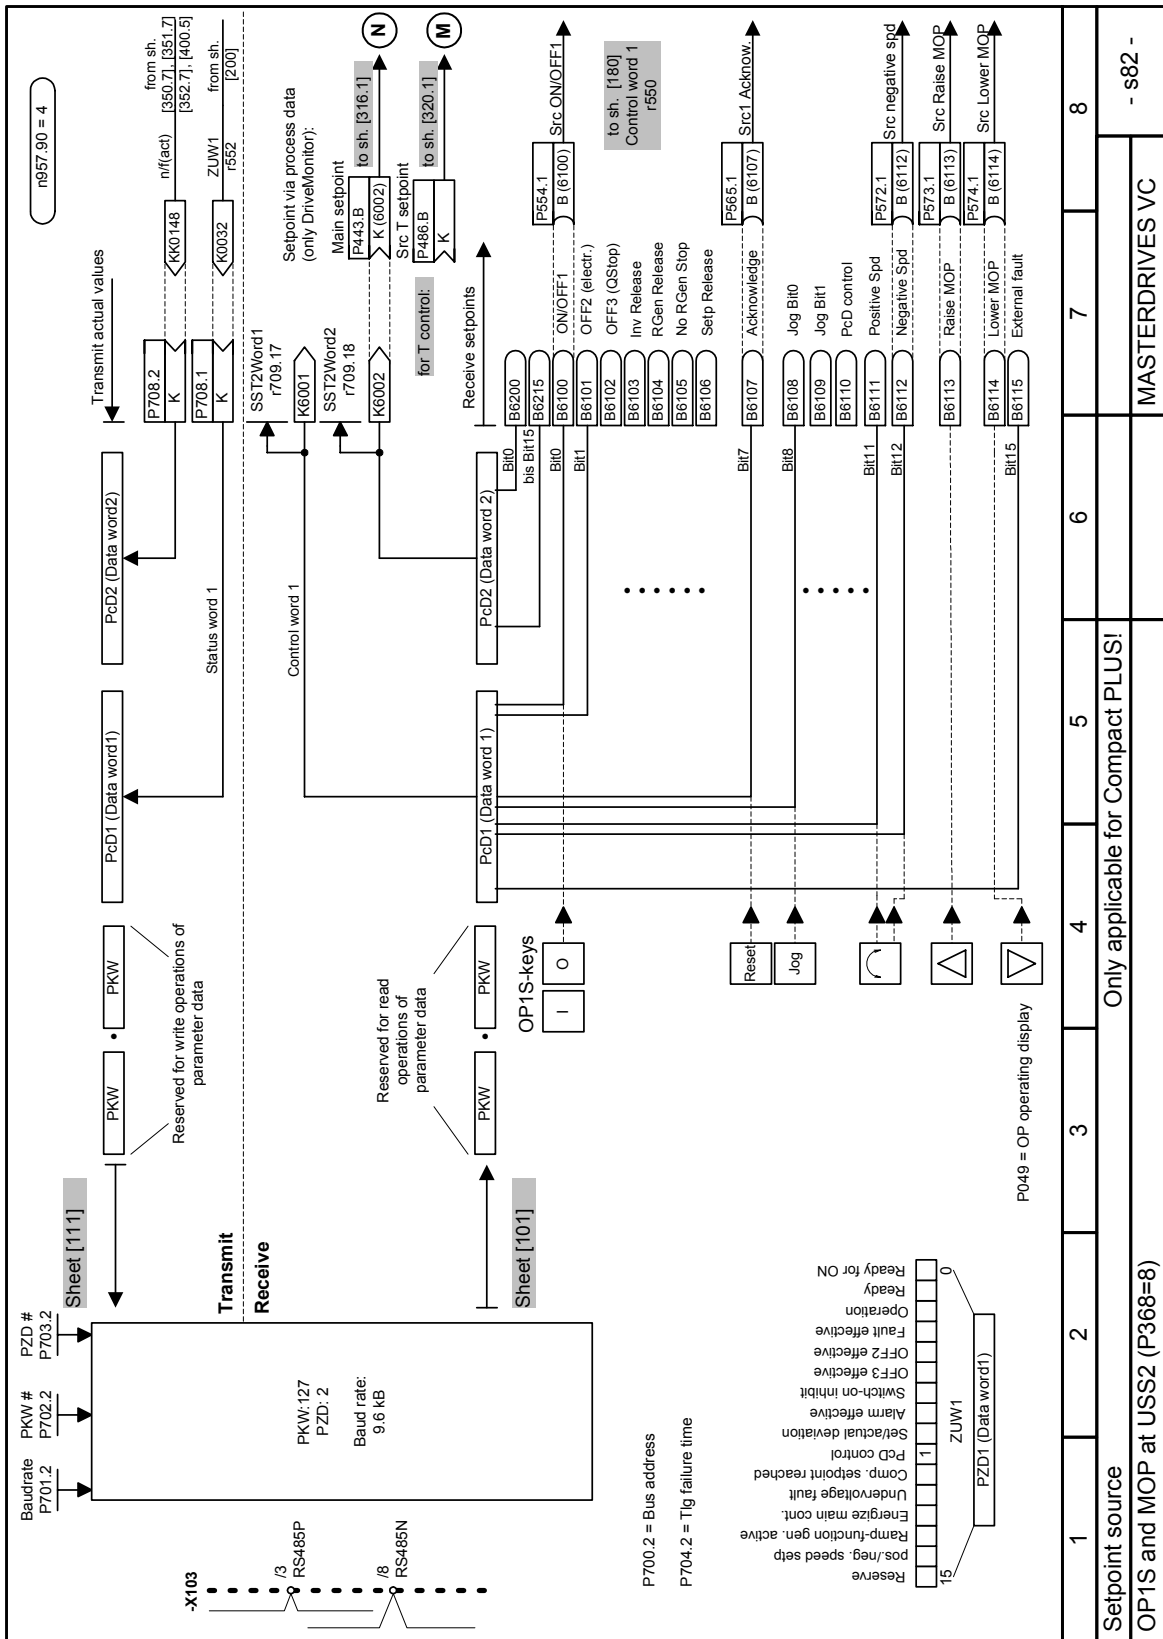 n957.90 = 4
Baudrate
P701.2
PKW #
P702.2
PZD #
P703.2
Sheet [111]
PKW
PKW
PcD1 (Data word1)
PcD2 (Data word2)
Transmit actual values
P708.2
K
KK0148
n/f(act)
from sh.
[350.7], [351.7]
[352.7], [400.5]
P708.1
K
K0032
ZUW1
r552
from sh.
[200]
Reserved for write operations of
parameter data
Status word 1
Transmit
Receive
PKW:127
PZD: 2
Baud rate:
9.6 kB
-X103
/3
RS485P
/8
RS485N
Control word 1
SST2Word1
r709.17
K6001
SST2Word2
r709.18
K6002
Setpoint via process data
(only DriveMonitor):
Main setpoint
P443.B
K (6002)
to sh. [316.1]
N
Src T setpoint
for T control:
P486.B
K
to sh. [320.1]
M
Reserved for read
operations of
parameter data
PKW
PKW
PcD1 (Data word 1)
PcD2 (Data word 2)
Receive setpoints
Sheet [101]
OP1S-keys
I
O
Bit0
B6200
bis Bit15
B6215
Bit0
B6100
ON/OFF1
P554.1
B (6100)
Src ON/OFF1
Bit1
B6101
OFF2 (electr.)
B6102
OFF3 (QStop)
B6103
Inv Release
B6104
RGen Release
B6105
No RGen Stop
B6106
Setp Release
to sh. [180]
Control word 1
r550
Reset
Bit7
B6107
Acknowledge
P565.1
B (6107)
Src1 Acknow.
Jog
Bit8
B6108
Jog Bit0
B6109
Jog Bit1
B6110
PcD control
Bit11
B6111
Positive Spd
Bit12
B6112
Negative Spd
P572.1
B (6112)
Src negative spd
B6113
Raise MOP
P573.1
B (6113)
Src Raise MOP
B6114
Lower MOP
P574.1
B (6114)
Src Lower MOP
Bit15
B6115
External fault
P700.2 = Bus address
P704.2 = Tlg failure time
P049 = OP operating display
Reserve
pos./neg. speed setp
Ramp-function gen. active
Energize main cont.
Undervoltage fault
Comp. setpoint reached
PcD control
Set/actual deviation
Alarm effective
Switch-on inhibit
OFF3 effective
OFF2 effective
Fault effective
Operation
Ready
Ready for ON
1
15
ZUW1
0
PZD1 (Data word1)
1
2
3
4
5
6
7
8
Setpoint source
Only applicable for Compact PLUS!
- s82 -
OP1S and MOP at USS2 (P368=8)
MASTERDRIVES VC